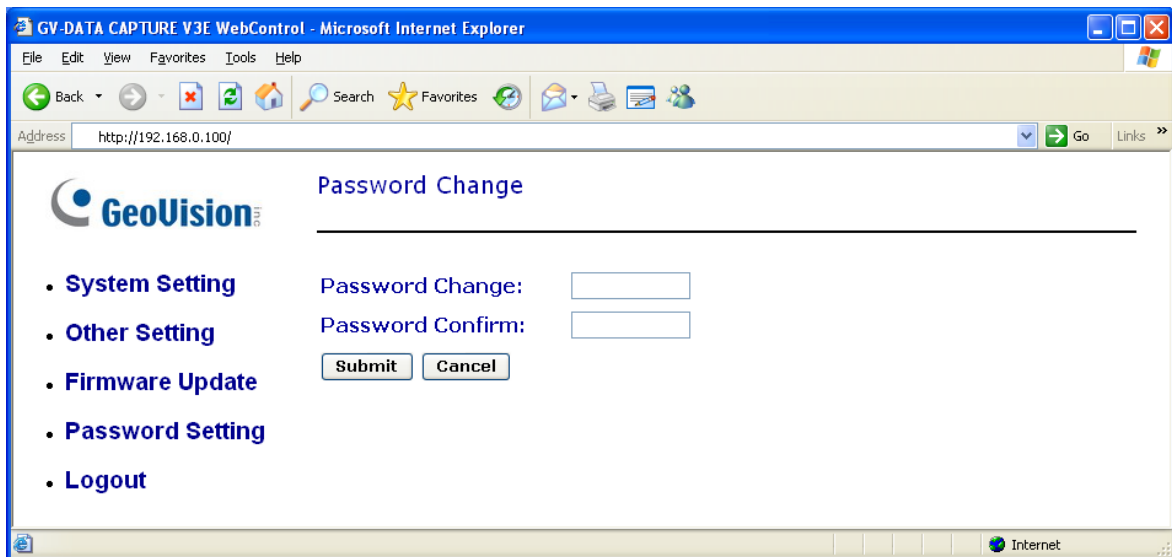 GV-DATA CAPTURE V3E WebControl - Microsoft Internet Explorer
File Edit View Favorites Tools Help
Back Search Favorites
Address http://192.168.0.100/ Go Links »
GeoVision inc
Password Change
System Setting
Other Setting
Firmware Update
Password Setting
Logout
Password Change:
Password Confirm:
Submit Cancel
Internet